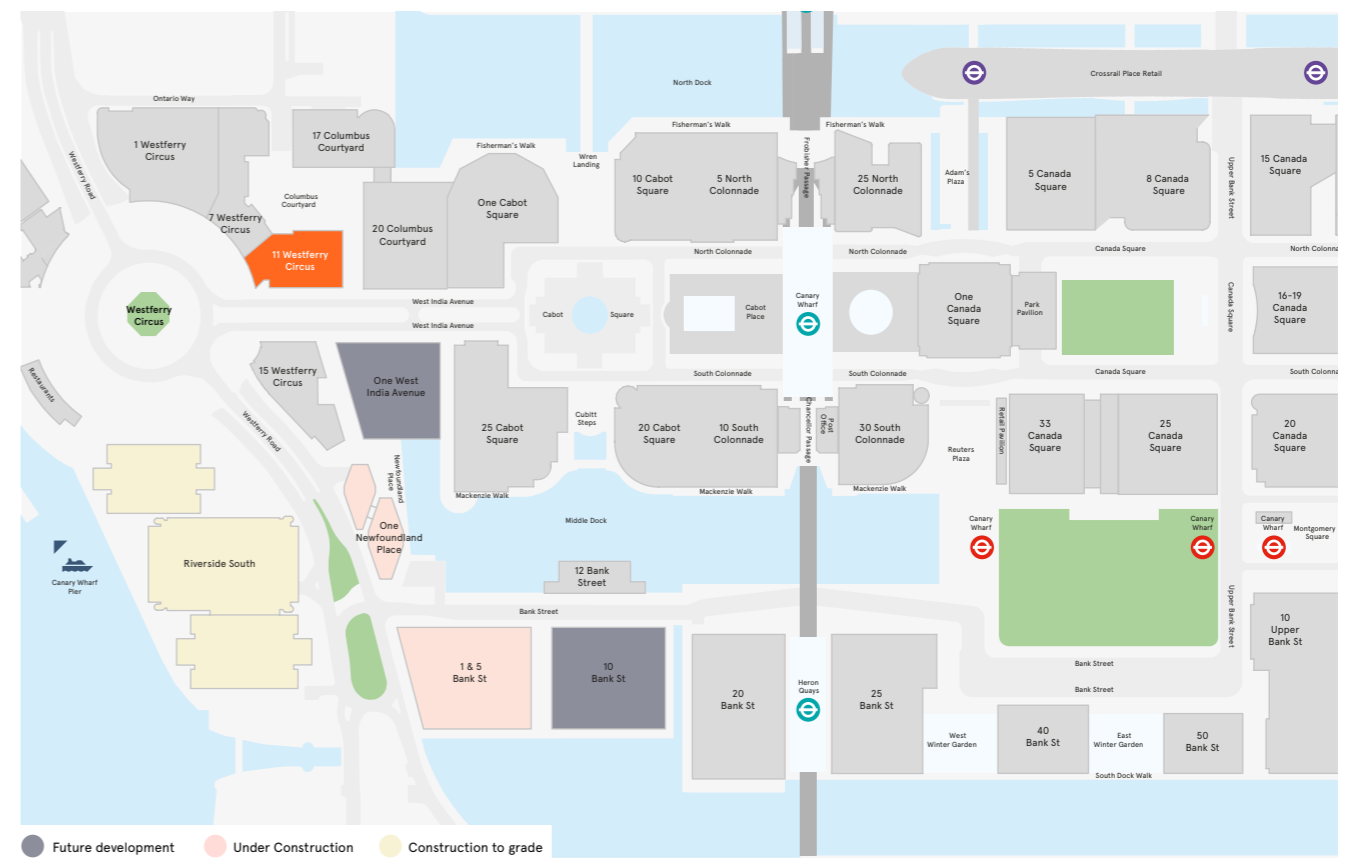 North Dock
Crossrail Place Retail
Ontario Way
Fisherman's Walk
Fisherman's Walk
17 Columbus
Courtyard
1 Westferry
Circus
Fisherman's Walk
Wren
Landing
Frobisher Passage
Westferry Road
Upper Bank Street
15 Canada
Square
10 Cabot
Square
5 North
Colonnade
25 North
Colonnade
Adam's
Plaza
5 Canada
Square
8 Canada
Square
Columbus
Courtyard
One Cabot
Square
7 Westferry
Circus
20 Columbus
Courtyard
11 Westferry
Circus
North Colonnade
North Colonnade
Canada Square
North Colonna
West India Avenue
West India Avenue
Westferry
Circus
Cabot
Square
Cabot
Place
Canary
Wharf
One
Canada
Square
Park
Pavilion
Canada Square
16-19
Canada
Square
South Colonnade
South Colonnade
Canada Square
South Colonn
Restaurants
15 Westferry
Circus
One West
India Avenue
Westferry Road
25 Cabot
Square
Cubitt
Steps
20 Cabot
Square
10 South
Colonnade
Chancellor Passage
Post
Office
30 South
Colonnade
Reuters
Plaza
Retail Pavilion
33
Canada
Square
25
Canada
Square
20
Canada
Square
Newfoundland
Place
Mackenzie Walk
Mackenzie Walk
Mackenzie Walk
Middle Dock
One
Newfoundland
Place
Canary
Wharf
Canary
Wharf
Canary
Wharf
Montgomery
Square
Riverside South
Canary Wharf
Pier
12 Bank
Street
Bank Street
Upper Bank Street
10
Upper
Bank St
1 & 5
Bank St
10
Bank St
20
Bank St
Heron
Quays
25
Bank St
Bank Street
Bank Street
West
Winter Garden
40
Bank St
East
Winter Garden
50
Bank St
South Dock Walk
Future development
Under Construction
Construction to grade